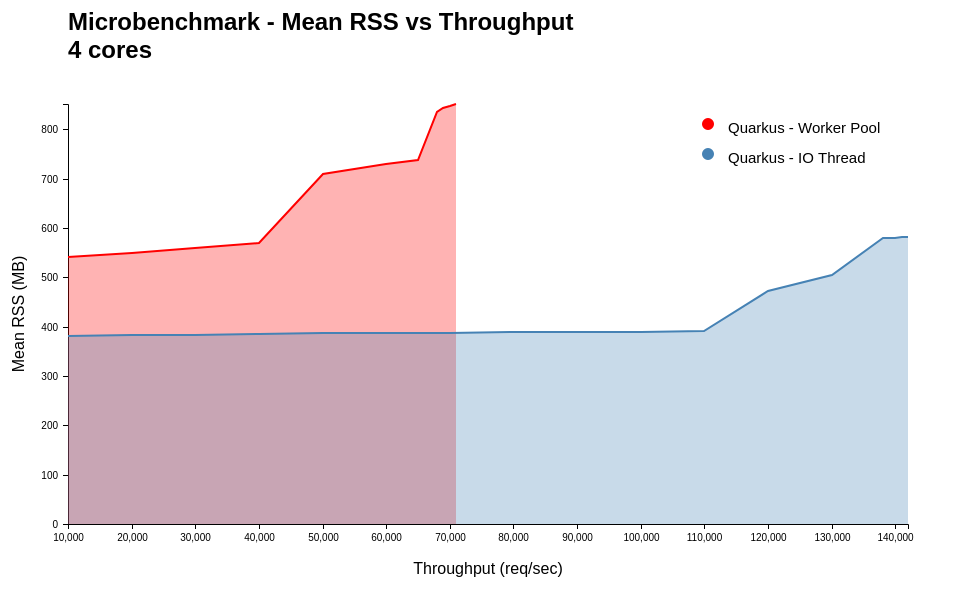 Microbenchmark - Mean RSS vs Throughput
4 cores
Quarkus - Worker Pool
Quarkus - IO Thread
Mean RSS (MB)
800
700
600
500
400
300
200
100
0
10,000 20,000 30,000 40,000 50,000 60,000 70,000 80,000 90,000 100,000 110,000 120,000 130,000 140,000
Throughput (req/sec)